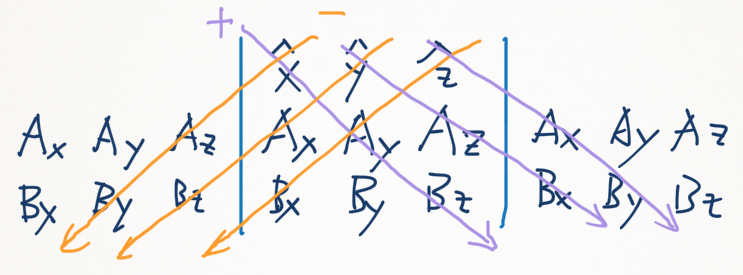 + −
x̂ ŷ ẑ
Ax Ay Az Ax Ay Az Ax Ay Az
Bx By Bz Bx By Bz Bx By Bz